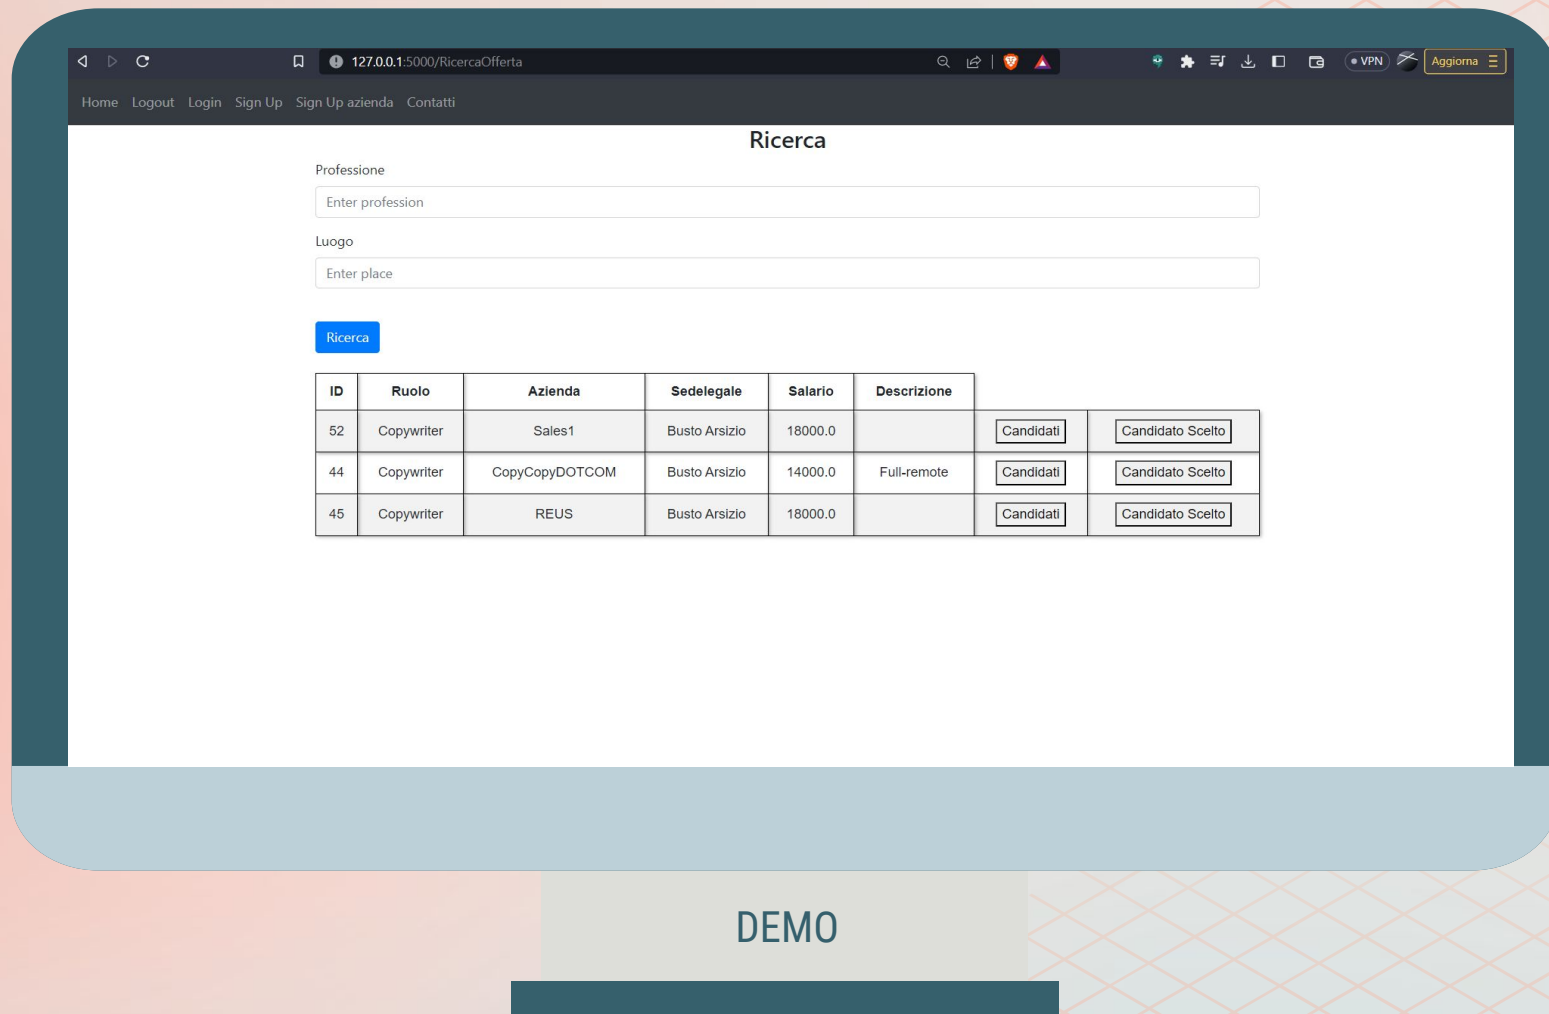 127.0.0.1:5000/RicercaOfferta VPN Aggiorna
Home Logout Login Sign Up Sign Up azienda Contatti
Ricerca
Professione
Enter profession
Luogo
Enter place
Ricerca
ID Ruolo Azienda Sedelegale Salario Descrizione
52 Copywriter Sales1 Busto Arsizio 18000.0 Candidati Candidato Scelto
44 Copywriter CopyCopyDOTCOM Busto Arsizio 14000.0 Full-remote Candidati Candidato Scelto
45 Copywriter REUS Busto Arsizio 18000.0 Candidati Candidato Scelto
DEMO